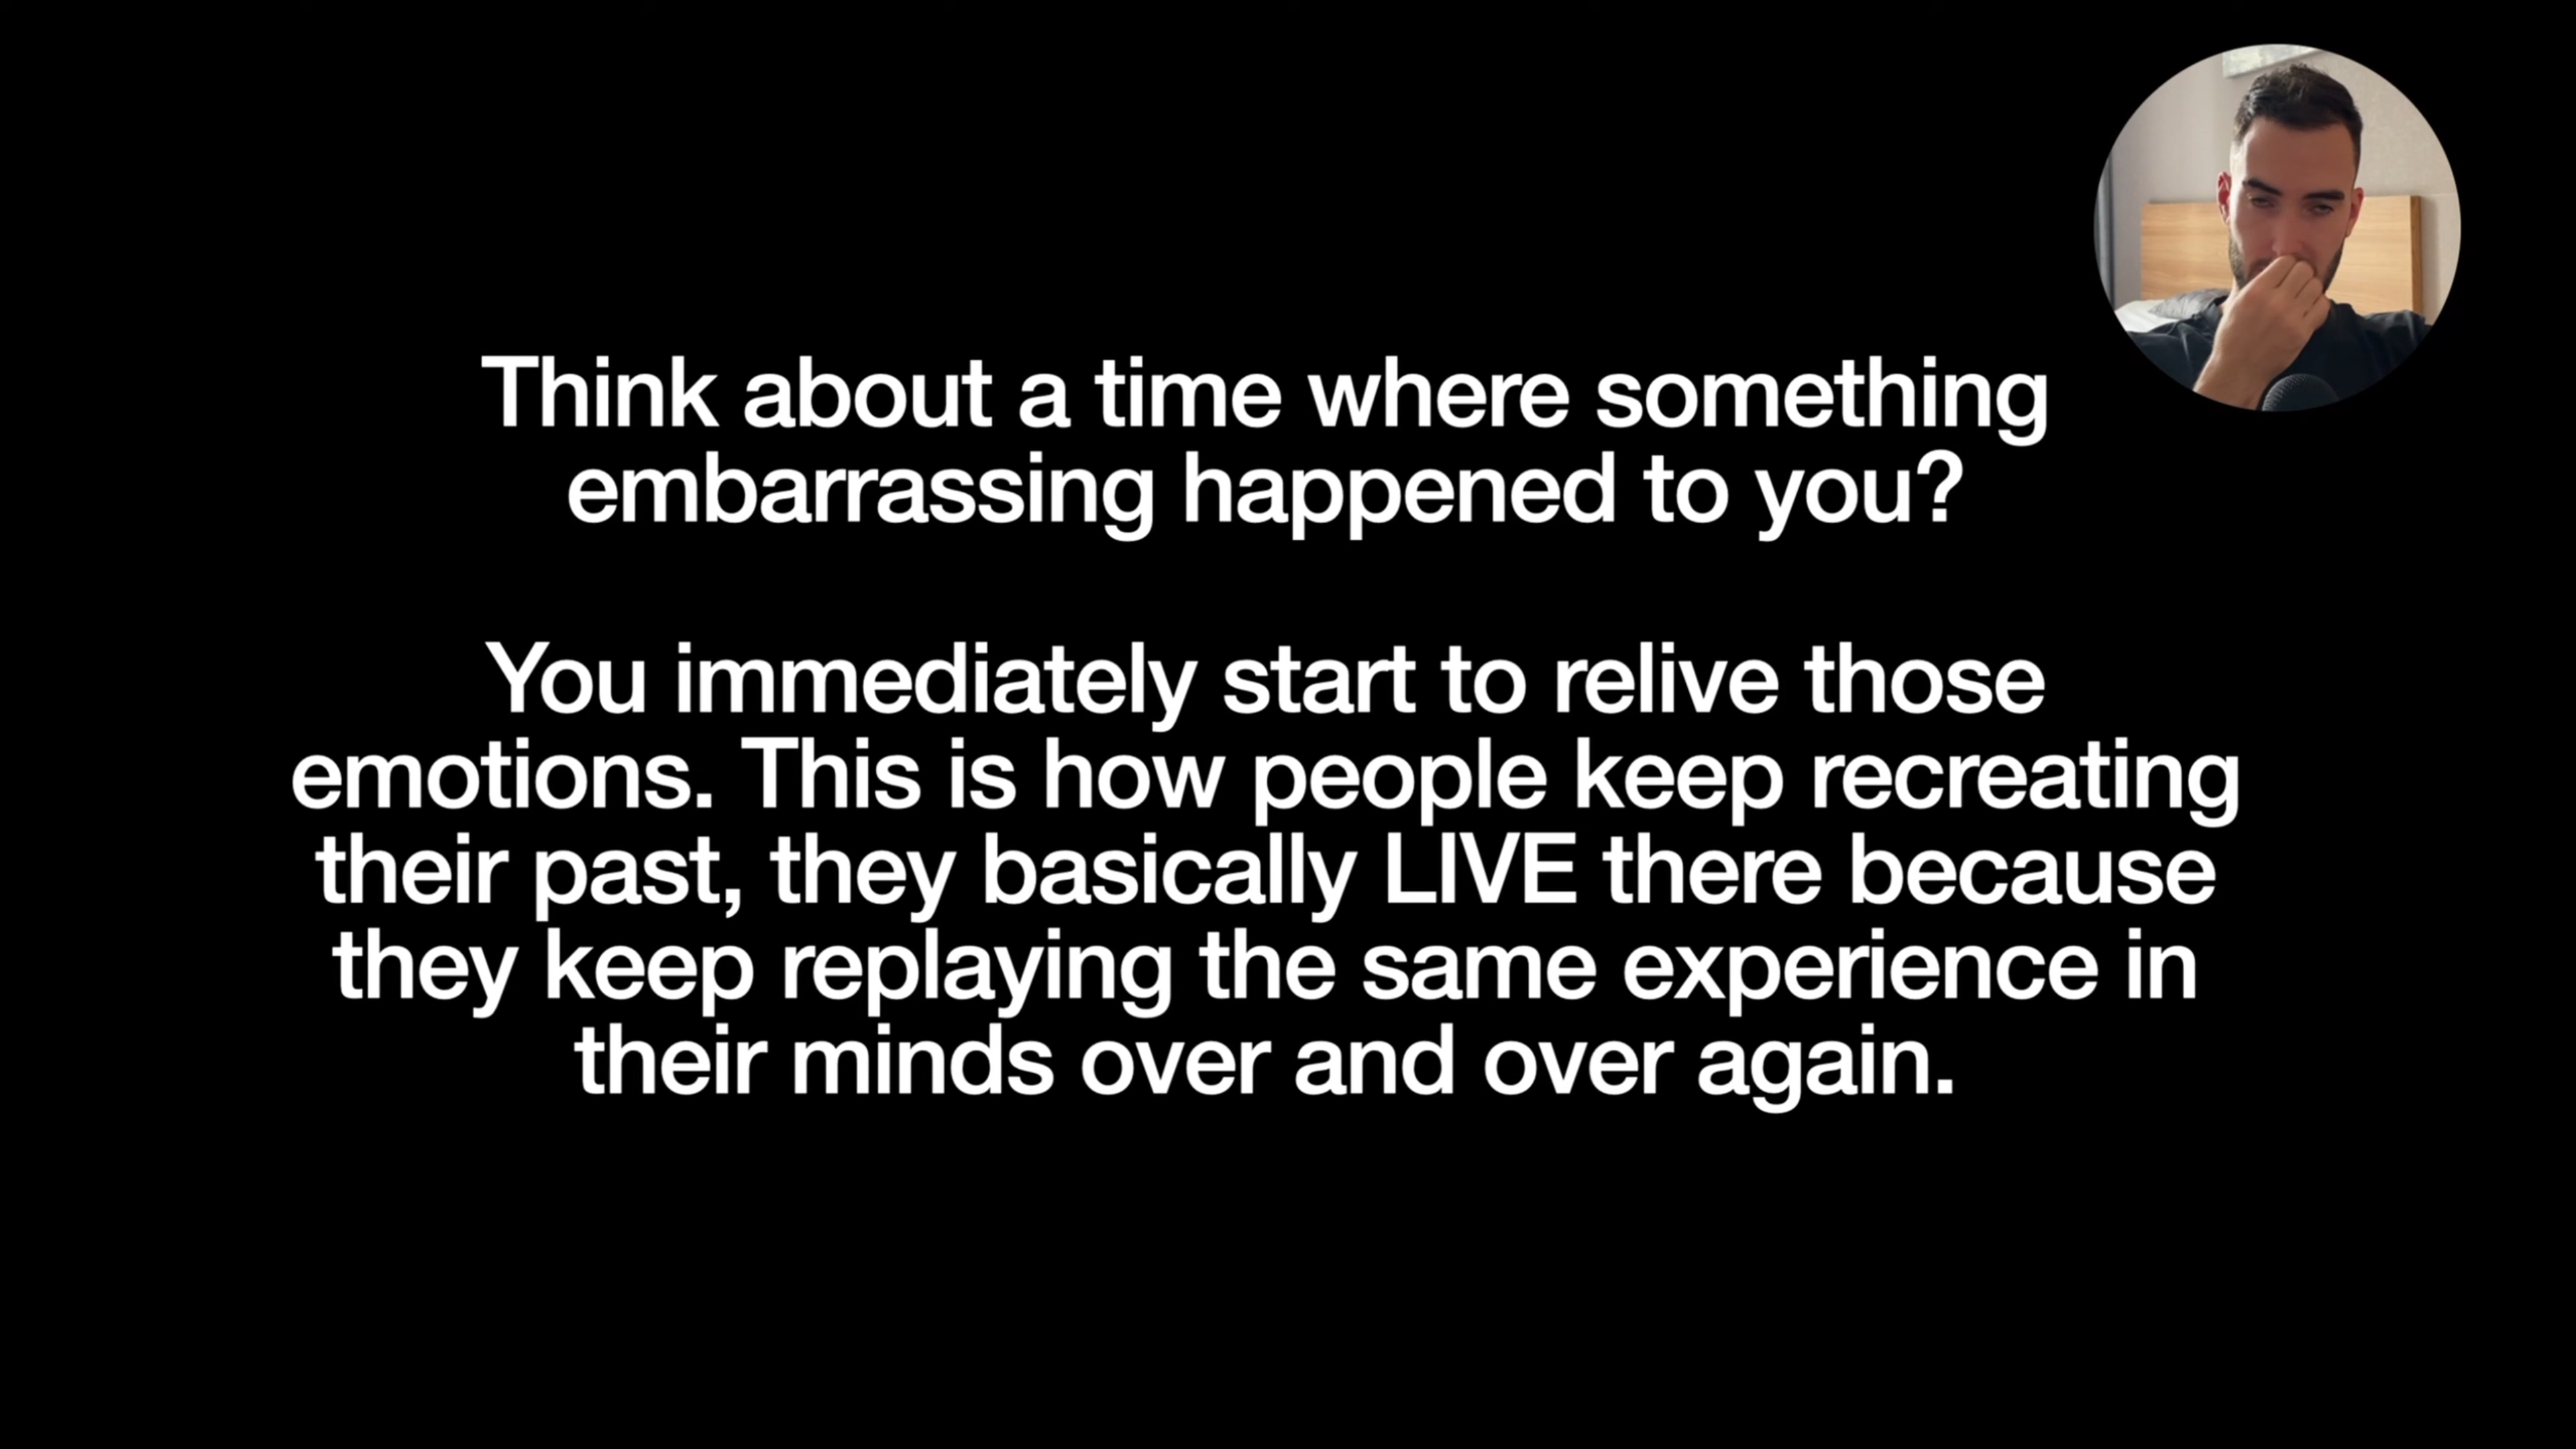 Think about a time where something
embarrassing happened to you?
You immediately start to relive those
emotions. This is how people keep recreating
their past, they basically LIVE there because
they keep replaying the same experience in
their minds over and over again.